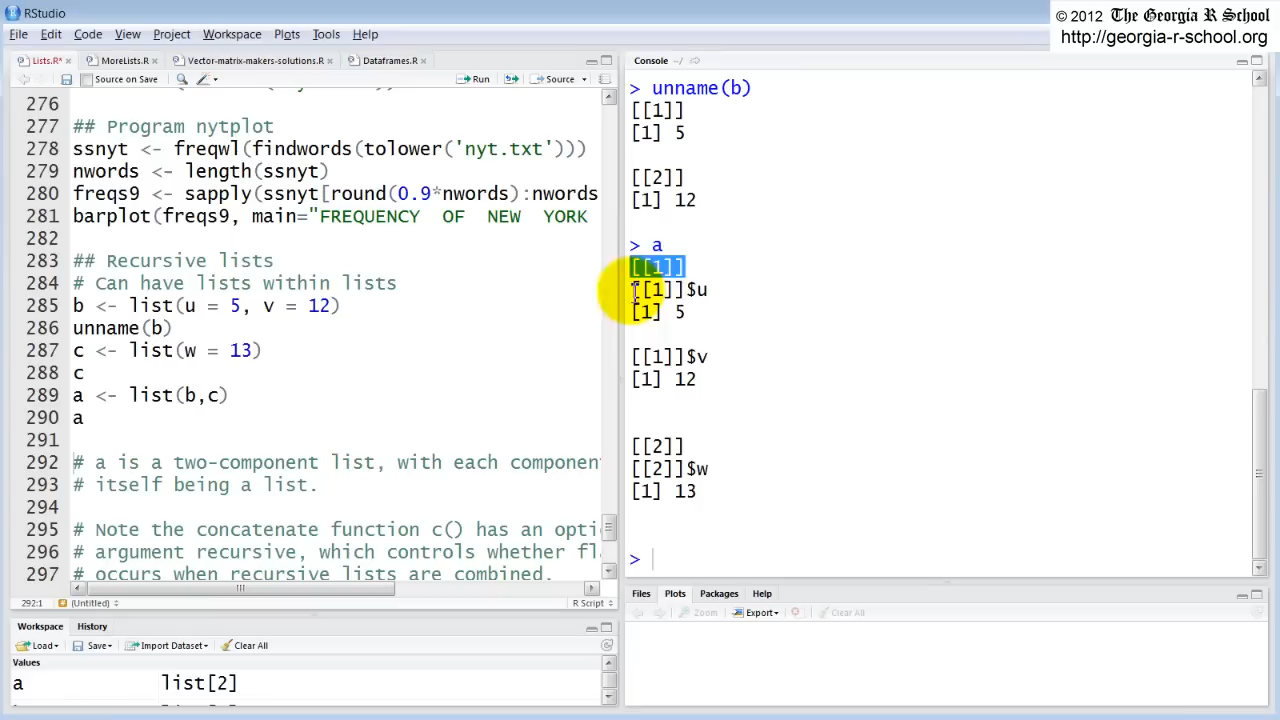 RStudio
© 2012 The Georgia R School
http://georgia-r-school.org
File Edit Code View Project Workspace Plots Tools Help
Lists.R* MoreLists.R Vector-matrix-makers-solutions.R Dataframes.R
Source on Save Run Source
276
277 ## Program nytplot
278 ssnyt <- freqwl(findwords(tolower('nyt.txt')))
279 nwords <- length(ssnyt)
280 freqs9 <- sapply(ssnyt[round(0.9*nwords):nwords
281 barplot(freqs9, main="FREQUENCY OF NEW YORK
282
283 ## Recursive lists
284 # Can have lists within lists
285 b <- list(u = 5, v = 12)
286 unname(b)
287 c <- list(w = 13)
288 c
289 a <- list(b,c)
290 a
291
292 # a is a two-component list, with each component
293 # itself being a list.
294
295 # Note the concatenate function c() has an opti
296 # argument recursive, which controls whether fl
297 # occurs when recursive lists are combined.
292:1 (Untitled) R Script
Workspace History
Load Save Import Dataset Clear All
Values
a list[2]
Console ~/
> unname(b)
[[1]]
[1] 5
[[2]]
[1] 12
> a
[[1]]
[[1]]$u
[1] 5
[[1]]$v
[1] 12
[[2]]
[[2]]$w
[1] 13
>
Files Plots Packages Help
Zoom Export Clear All